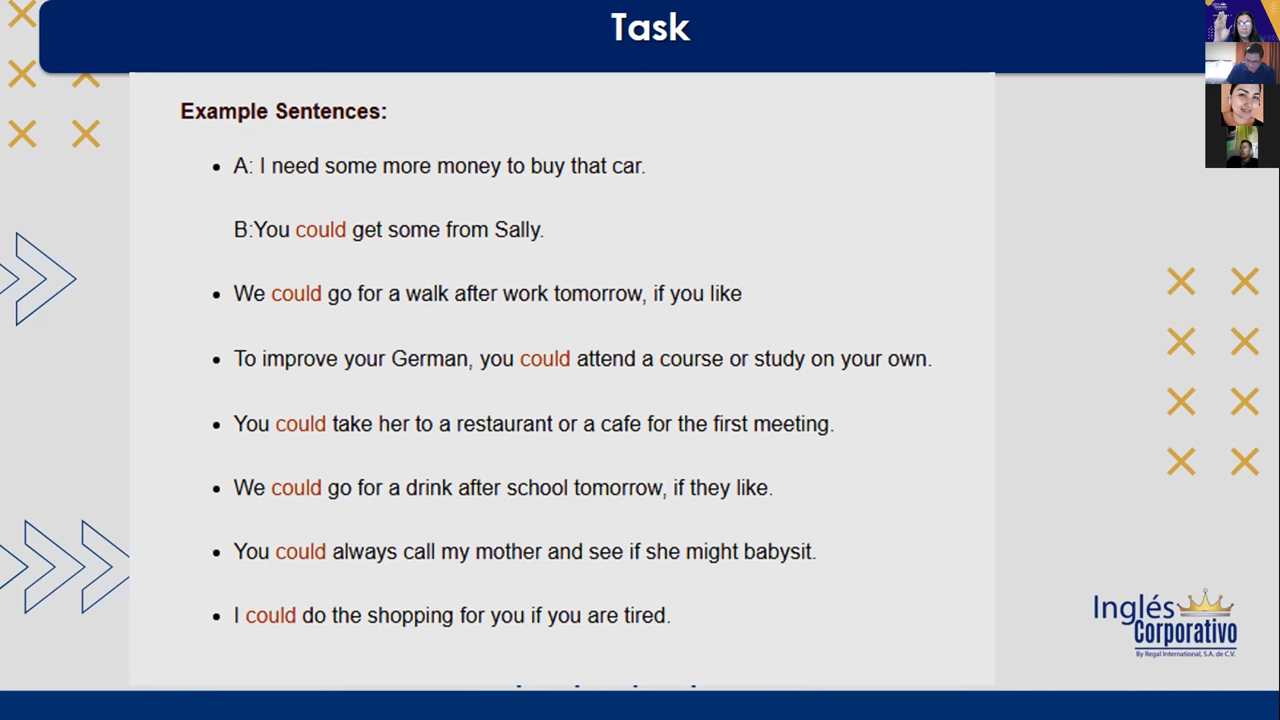 Task
Example Sentences:
• A: I need some more money to buy that car.
B:You could get some from Sally.
• We could go for a walk after work tomorrow, if you like
• To improve your German, you could attend a course or study on your own.
• You could take her to a restaurant or a cafe for the first meeting.
• We could go for a drink after school tomorrow, if they like.
• You could always call my mother and see if she might babysit.
• I could do the shopping for you if you are tired.
Inglés
Corporativo
By Regal International, S.A. de C.V.